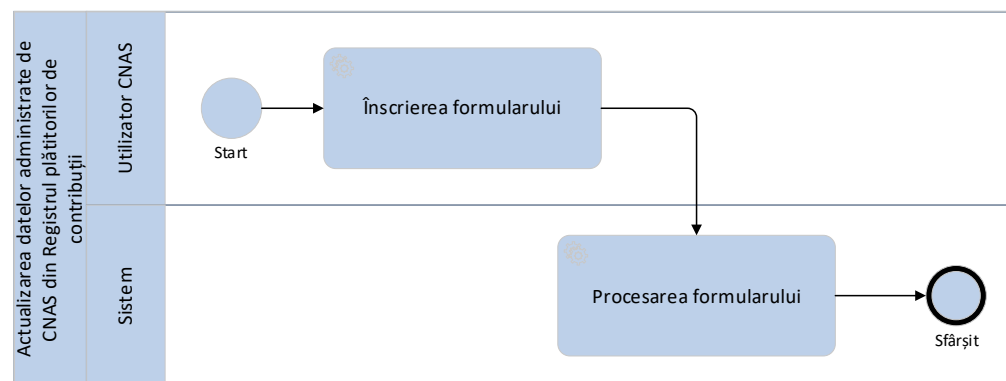 Actualizarea datelor administrate de
CNAS din Registrul plătitorilor de
contribuții
Utilizator CNAS
Start
Înscrierea formularului
Sistem
Procesarea formularului
Sfârșit